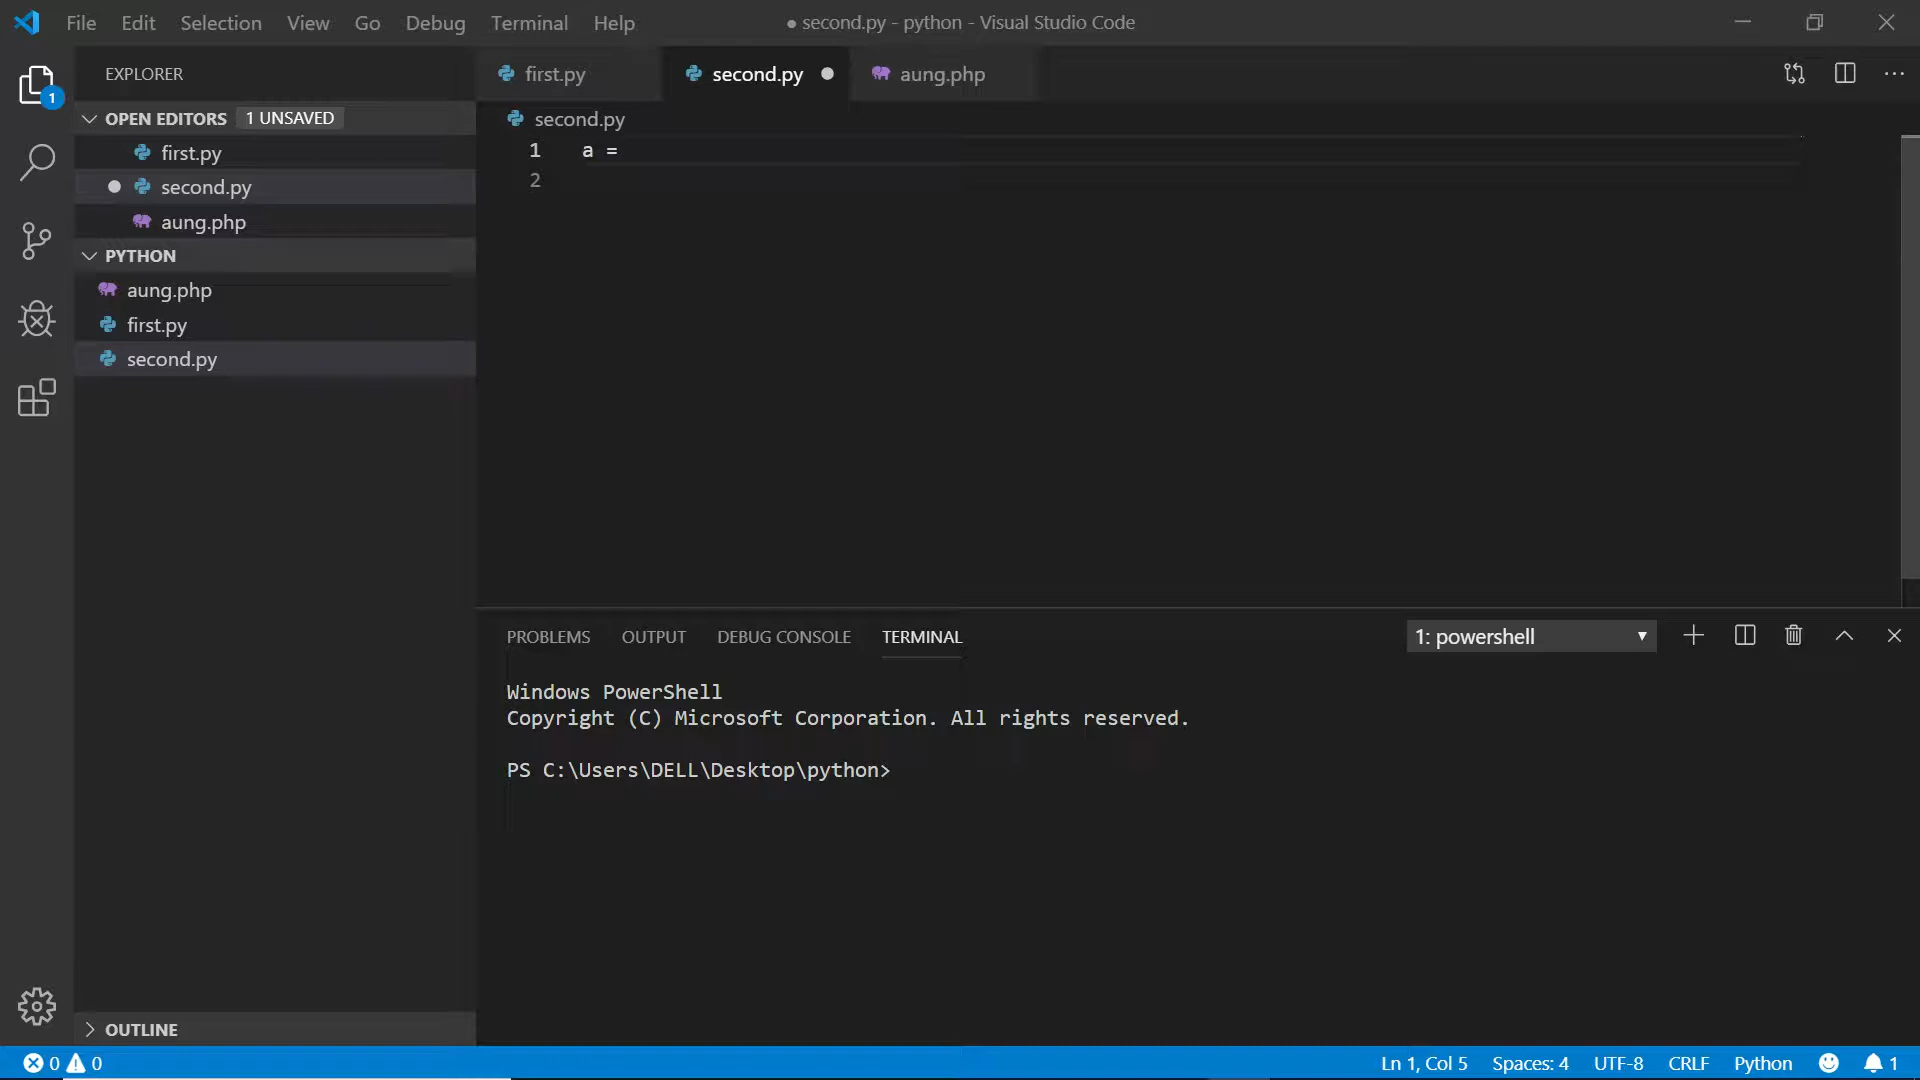 File Edit Selection View Go Debug Terminal Help
● second.py - python - Visual Studio Code
EXPLORER
1
OPEN EDITORS 1 UNSAVED
first.py
second.py
aung.php
PYTHON
aung.php
first.py
second.py
OUTLINE
first.py second.py aung.php
second.py
1 a =
2
PROBLEMS OUTPUT DEBUG CONSOLE TERMINAL
1: powershell
Windows PowerShell
Copyright (C) Microsoft Corporation. All rights reserved.
PS C:\Users\DELL\Desktop\python>
0 0
Ln 1, Col 5 Spaces: 4 UTF-8 CRLF Python 1